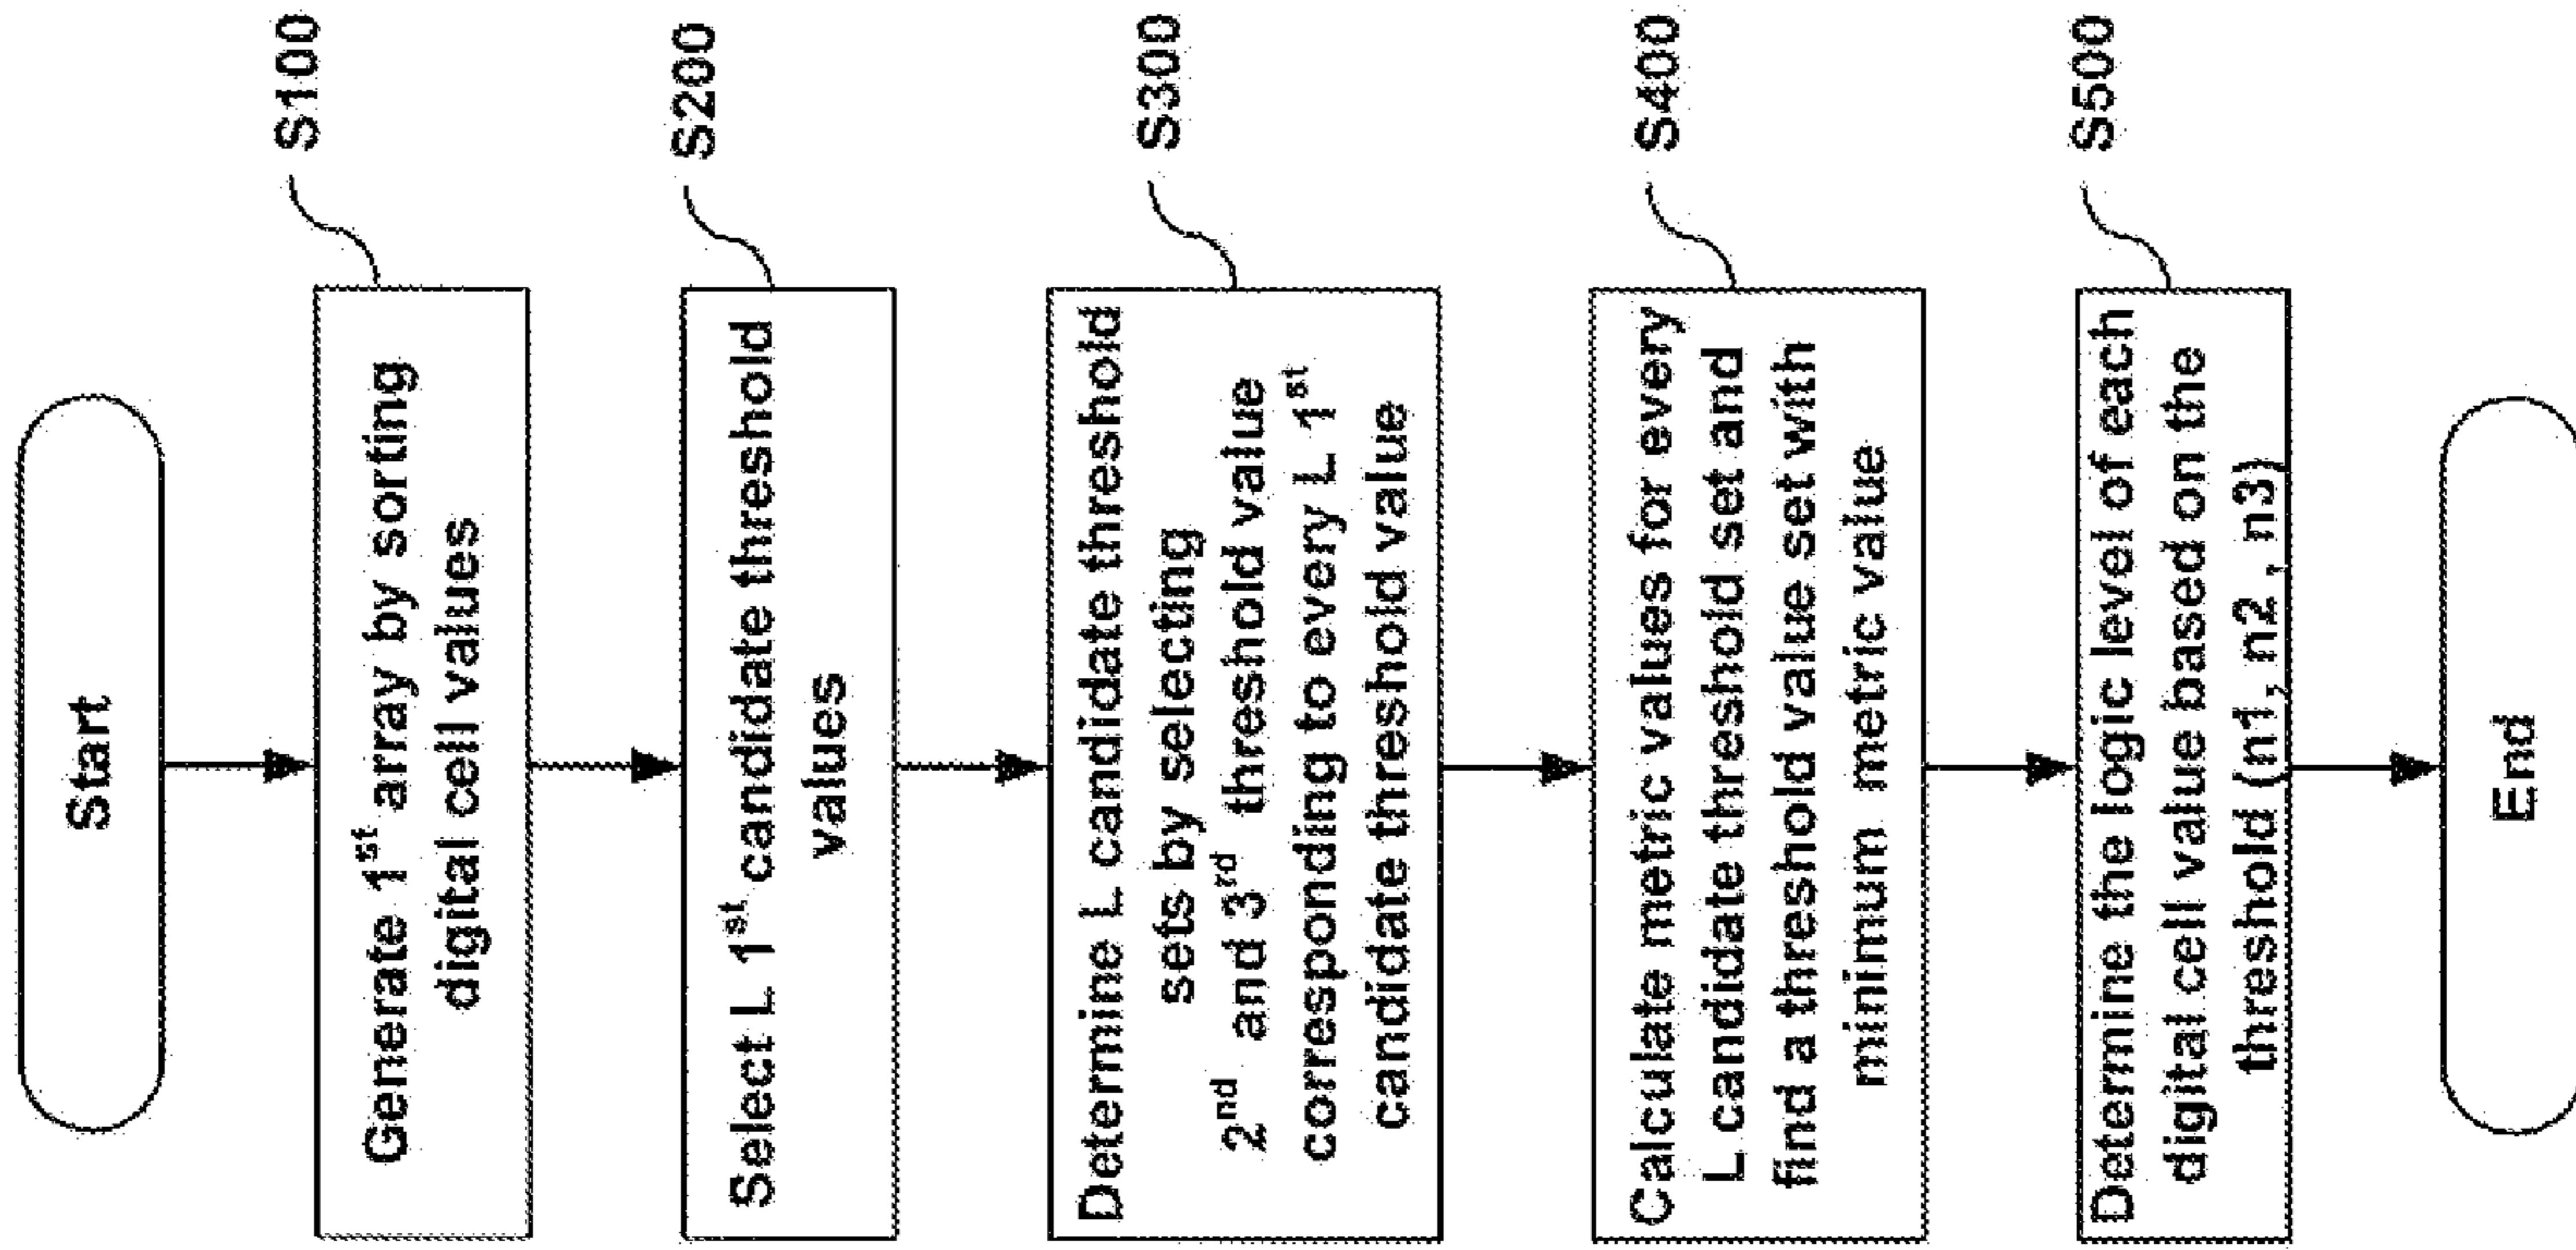 Start
S100
Generate 1st array by sorting
digital cell values
S200
Select L 1st candidate threshold
values
S300
Determine L candidate threshold
sets by selecting
2nd and 3rd threshold value
corresponding to every L 1st
candidate threshold value
S400
Calculate metric values for every
L candidate threshold set and
find a threshold value set with
minimum metric value
S500
Determine the logic level of each
digital cell value based on the
threshold (n1, n2, n3)
End